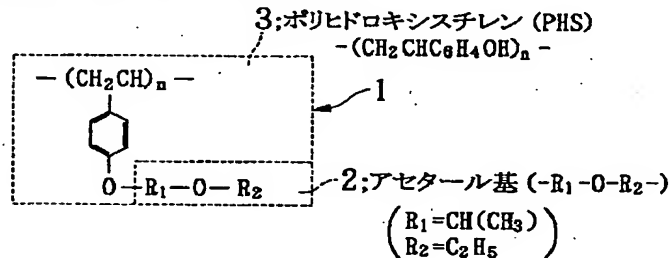 3;ポリヒドロキシスチレン (PHS)
-(CH2CHC6H4OH)n -
- (CH2CH)n -
1
O-R1-O-R2
2;アセタール基 (-R1-O-R2-)
(R1=CH(CH3)
R2=C2H5)